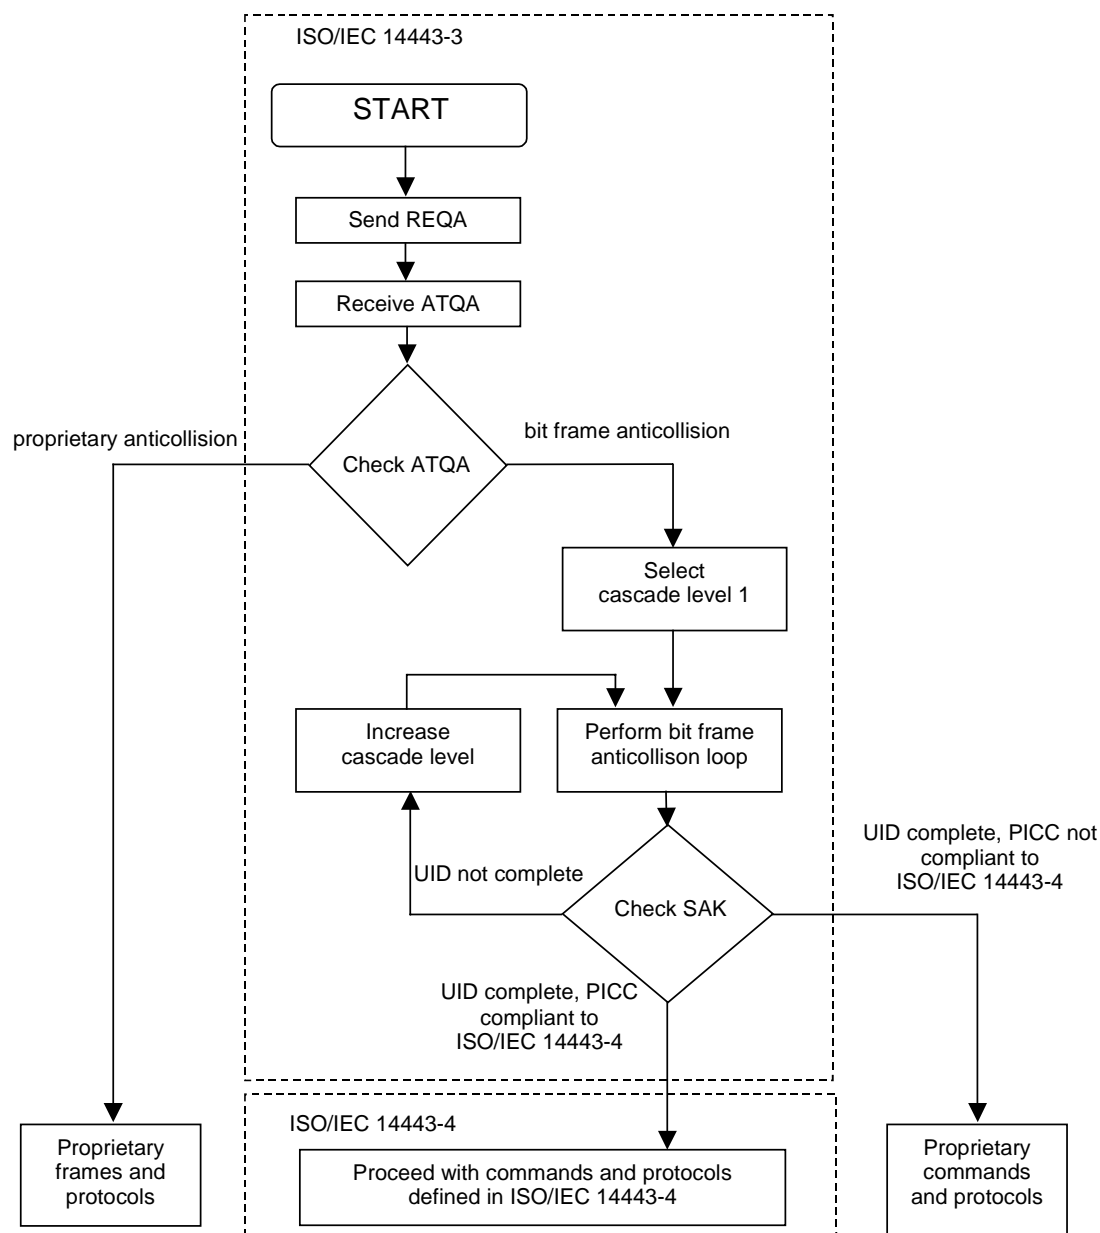 ISO/IEC 14443-3
START
Send REQA
Receive ATQA
proprietary anticollision
bit frame anticollision
Check ATQA
Select
cascade level 1
Increase
cascade level
Perform bit frame
anticollison loop
UID complete, PICC not
compliant to
ISO/IEC 14443-4
UID not complete
Check SAK
UID complete, PICC
compliant to
ISO/IEC 14443-4
ISO/IEC 14443-4
Proprietary
frames and
protocols
Proceed with commands and protocols
defined in ISO/IEC 14443-4
Proprietary
commands
and protocols